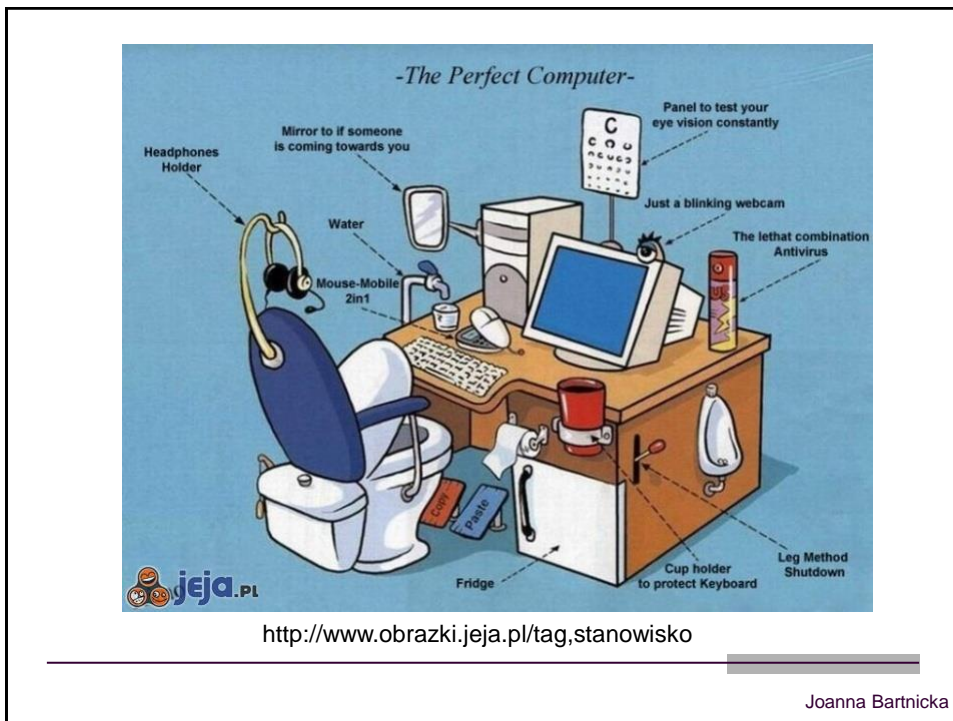 -The Perfect Computer-
Panel to test your
eye vision constantly
Mirror to if someone
is coming towards you
Headphones
Holder
Just a blinking webcam
Water
The lethat combination
Antivirus
Mouse-Mobile
2in1
Copy
Paste
Leg Method
Shutdown
Cup holder
to protect Keyboard
Fridge
jeja.PL
http://www.obrazki.jeja.pl/tag,stanowisko
Joanna Bartnicka